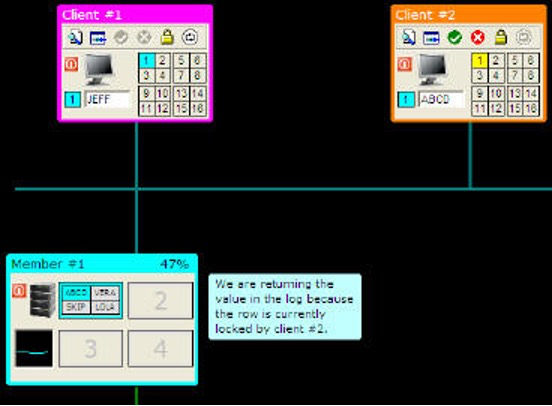 Client #1
Client #2
1 2 5 6
3 4 7 8
1 JEFF
9 10 13 14
11 12 15 16
1 2 5 6
3 4 7 8
1 ABCD
9 10 13 14
11 12 15 16
Member #1 47%
ABCD VERA
SKIP LOLA
2
3 4
We are returning the
value in the log because
the row is currently
locked by client #2.